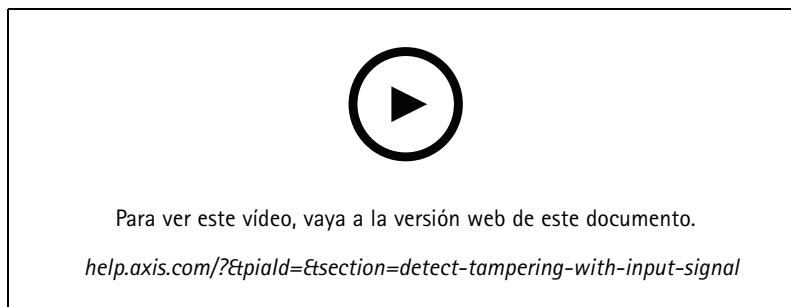 Para ver este vídeo, vaya a la versión web de este documento.
help.axis.com/?&piaId=&section=detect-tampering-with-input-signal